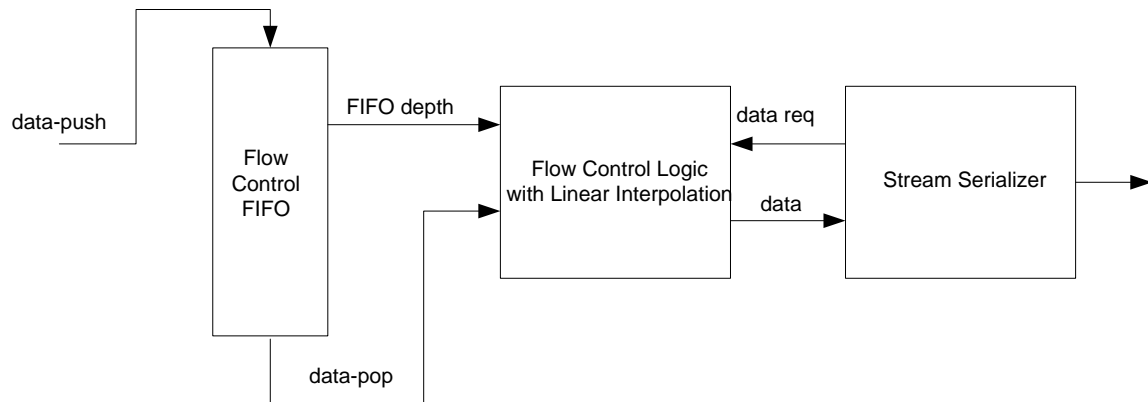 data-push
Flow
Control
FIFO
FIFO depth
data-pop
Flow Control Logic
with Linear Interpolation
data req
data
Stream Serializer